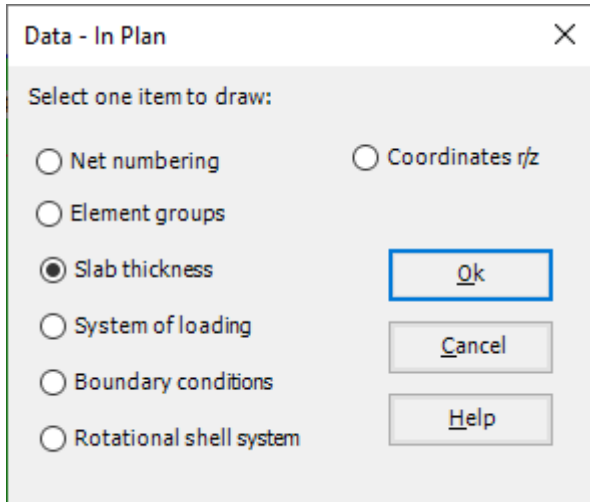 Data - In Plan
Select one item to draw:
Net numbering
Coordinates r/z
Element groups
Slab thickness
Ok
System of loading
Cancel
Boundary conditions
Help
Rotational shell system